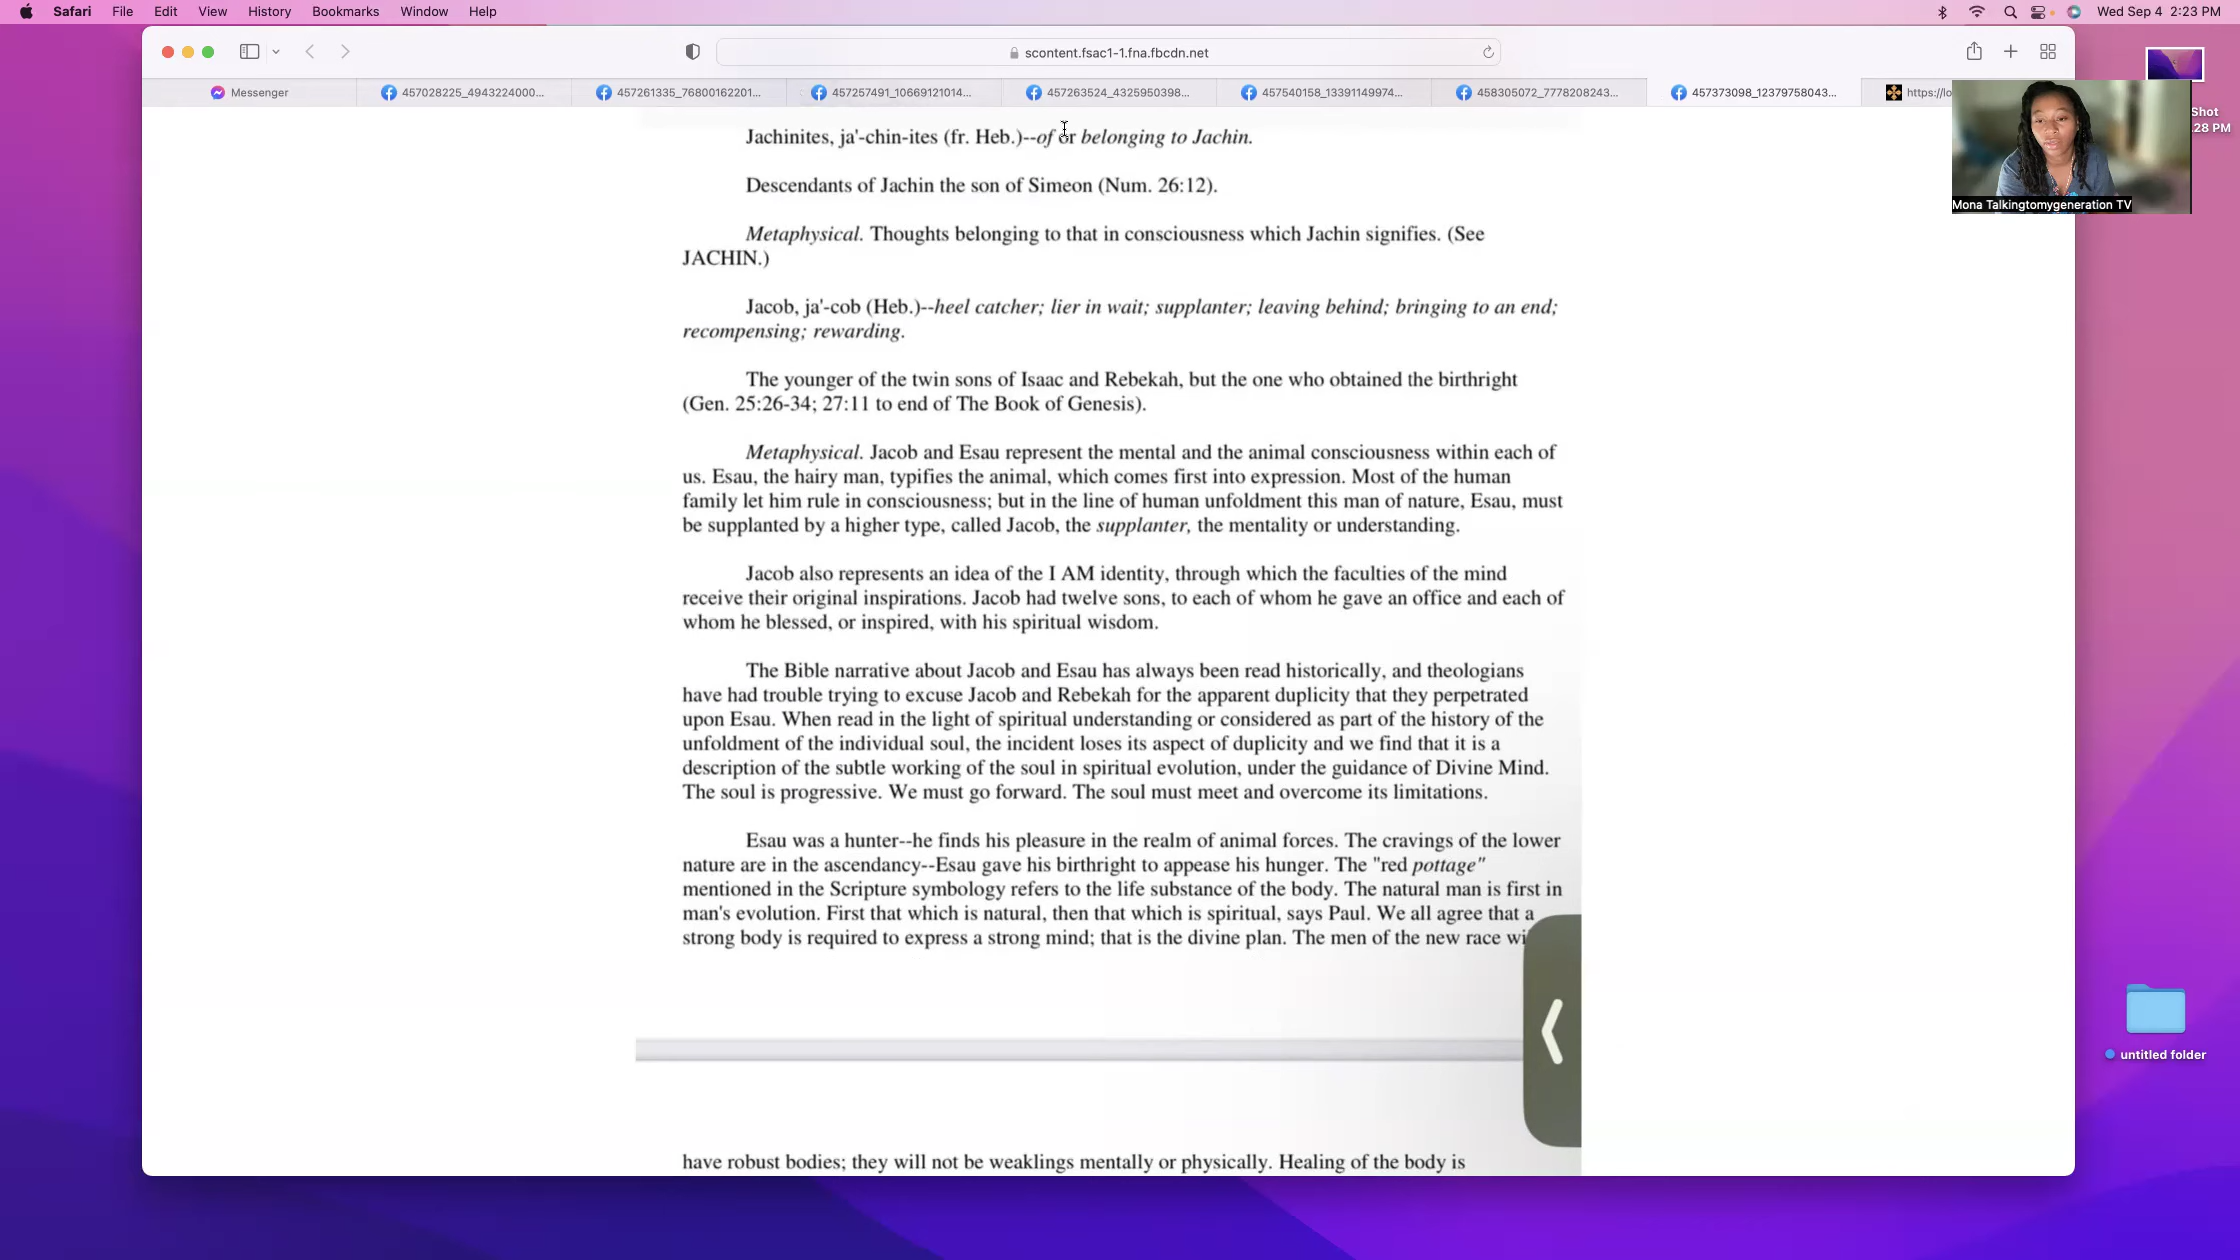 Safari File Edit View History Bookmarks Window Help Wed Sep 4 2:23 PM
scontent.fsac1-1.fna.fbcdn.net
Messenger 457028225_4943224000... 457261335_76800162201... 457257491_10669121014... 457263524_4325950398... 457540158_13391149974... 458305072_7778208243... 457373098_12379758043... https://lo
Shot
28 PM
Mona Talkingtomygeneration TV
Jachinites, ja'-chin-ites (fr. Heb.)--of or belonging to Jachin.
Descendants of Jachin the son of Simeon (Num. 26:12).
Metaphysical. Thoughts belonging to that in consciousness which Jachin signifies. (See
JACHIN.)
Jacob, ja'-cob (Heb.)--heel catcher; lier in wait; supplanter; leaving behind; bringing to an end;
recompensing; rewarding.
The younger of the twin sons of Isaac and Rebekah, but the one who obtained the birthright
(Gen. 25:26-34; 27:11 to end of The Book of Genesis).
Metaphysical. Jacob and Esau represent the mental and the animal consciousness within each of
us. Esau, the hairy man, typifies the animal, which comes first into expression. Most of the human
family let him rule in consciousness; but in the line of human unfoldment this man of nature, Esau, must
be supplanted by a higher type, called Jacob, the supplanter, the mentality or understanding.
Jacob also represents an idea of the I AM identity, through which the faculties of the mind
receive their original inspirations. Jacob had twelve sons, to each of whom he gave an office and each of
whom he blessed, or inspired, with his spiritual wisdom.
The Bible narrative about Jacob and Esau has always been read historically, and theologians
have had trouble trying to excuse Jacob and Rebekah for the apparent duplicity that they perpetrated
upon Esau. When read in the light of spiritual understanding or considered as part of the history of the
unfoldment of the individual soul, the incident loses its aspect of duplicity and we find that it is a
description of the subtle working of the soul in spiritual evolution, under the guidance of Divine Mind.
The soul is progressive. We must go forward. The soul must meet and overcome its limitations.
Esau was a hunter--he finds his pleasure in the realm of animal forces. The cravings of the lower
nature are in the ascendancy--Esau gave his birthright to appease his hunger. The "red pottage"
mentioned in the Scripture symbology refers to the life substance of the body. The natural man is first in
man's evolution. First that which is natural, then that which is spiritual, says Paul. We all agree that a
strong body is required to express a strong mind; that is the divine plan. The men of the new race
have robust bodies; they will not be weaklings mentally or physically. Healing of the body is
untitled folder